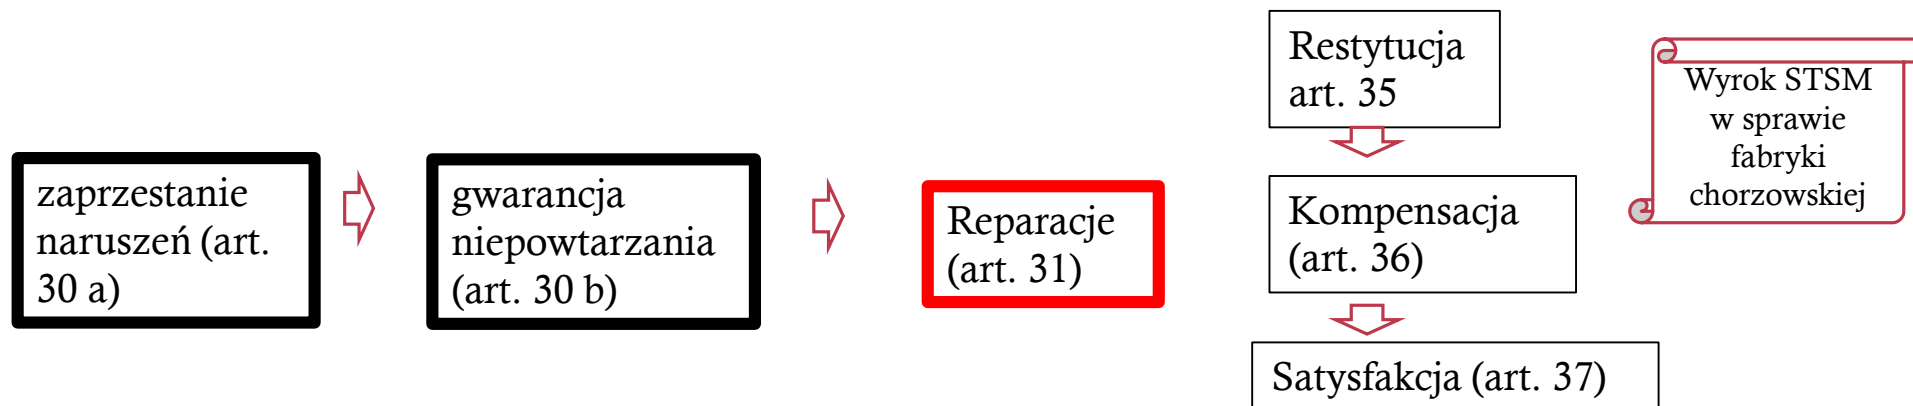 zaprzestanie
naruszeń (art.
30 a)
gwarancja
niepowtarzania
(art. 30 b)
Reparacje
(art. 31)
Restytucja
art. 35
Kompensacja
(art. 36)
Satysfakcja (art. 37)
Wyrok STSM
w sprawie
fabryki
chorzowskiej